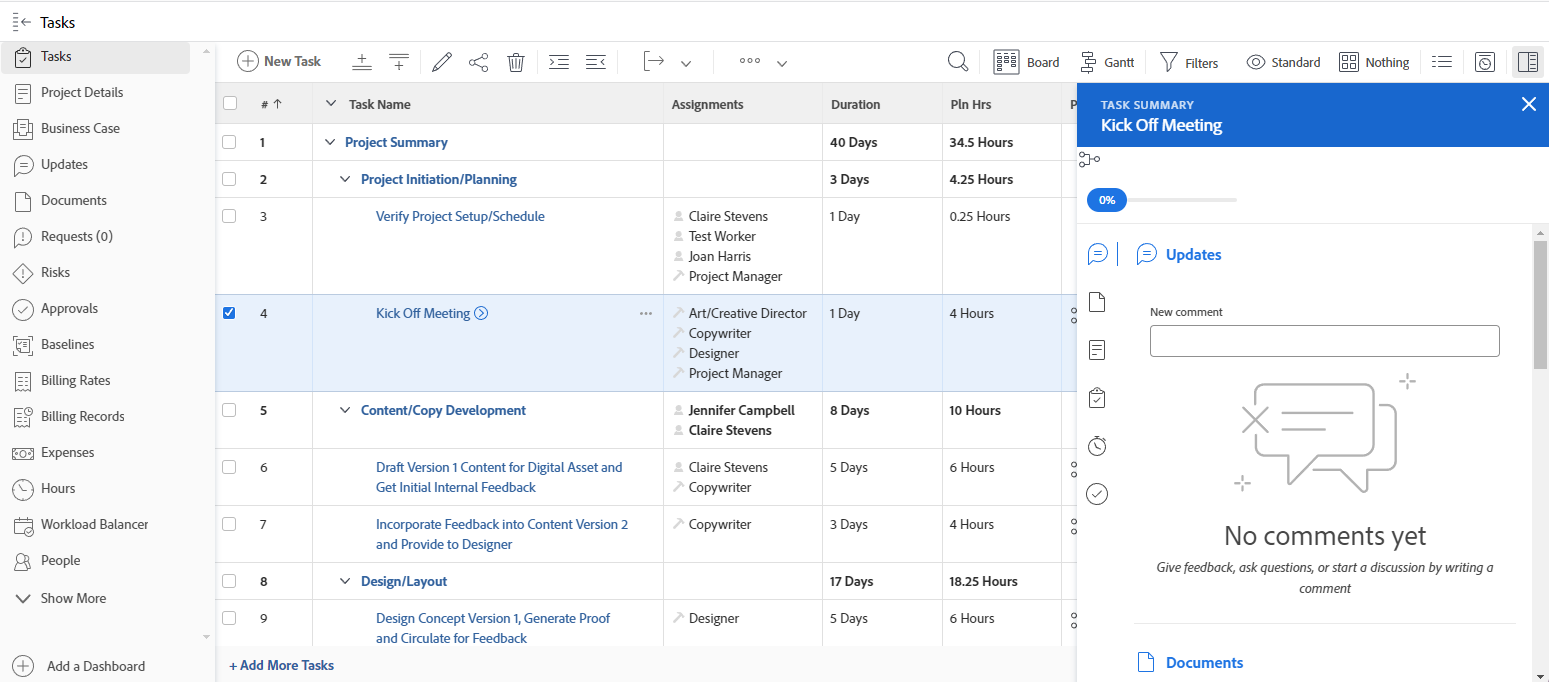 Tasks
Tasks
Project Details
Business Case
Updates
Documents
Requests (0)
Risks
Approvals
Baselines
Billing Rates
Billing Records
Expenses
Hours
Workload Balancer
People
Show More
Add a Dashboard
New Task
Board
Gantt
Filters
Standard
Nothing
# Task Name Assignments Duration Pln Hrs P
1 Project Summary 40 Days 34.5 Hours
2 Project Initiation/Planning 3 Days 4.25 Hours
3 Verify Project Setup/Schedule Claire Stevens 1 Day 0.25 Hours
Test Worker
Joan Harris
Project Manager
4 Kick Off Meeting Art/Creative Director 1 Day 4 Hours
Copywriter
Designer
Project Manager
5 Content/Copy Development Jennifer Campbell 8 Days 10 Hours
Claire Stevens
6 Draft Version 1 Content for Digital Asset and Claire Stevens 5 Days 6 Hours
Get Initial Internal Feedback Copywriter
7 Incorporate Feedback into Content Version 2 Copywriter 3 Days 4 Hours
and Provide to Designer
8 Design/Layout 17 Days 18.25 Hours
9 Design Concept Version 1, Generate Proof Designer 5 Days 6 Hours
and Circulate for Feedback
+ Add More Tasks
TASK SUMMARY
Kick Off Meeting
0%
Updates
New comment
No comments yet
Give feedback, ask questions, or start a discussion by writing a
comment
Documents